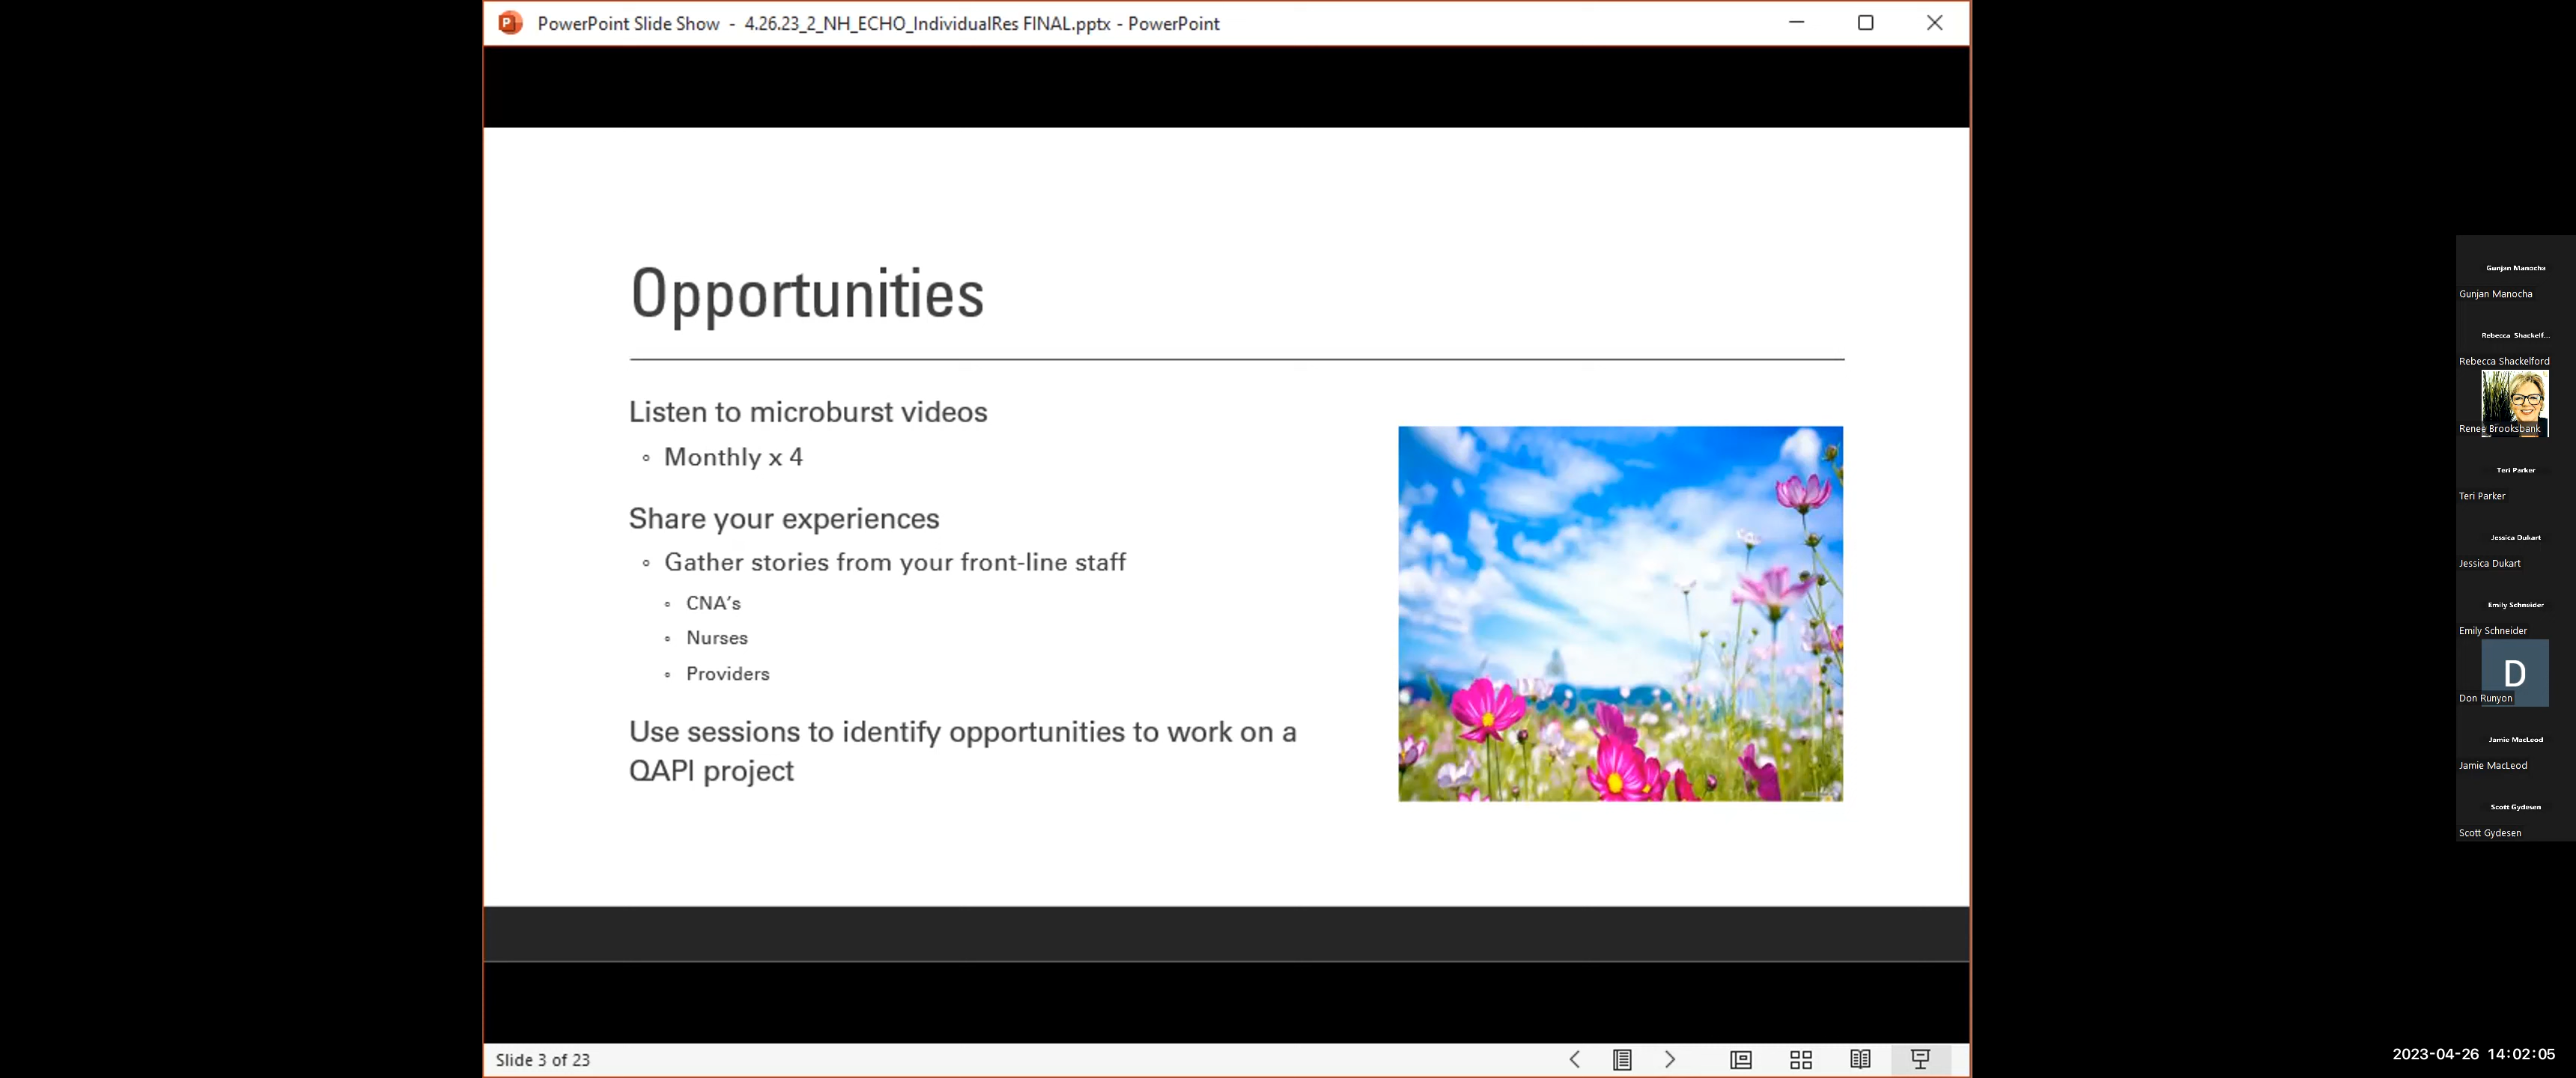 PowerPoint Slide Show - 4.26.23_2_NH_ECHO_IndividualRes FINAL.pptx - PowerPoint
Opportunities
Listen to microburst videos
Monthly x 4
Share your experiences
Gather stories from your front-line staff
CNA's
Nurses
Providers
Use sessions to identify opportunities to work on a
QAPI project
Slide 3 of 23
Gunjan Manocha
Gunjan Manocha
Rebecca Shackelf...
Rebecca Shackelford
Renee Brooksbank
Teri Parker
Teri Parker
Jessica Dukart
Jessica Dukart
Emily Schneider
Emily Schneider
D
Don Runyon
Jamie MacLeod
Jamie MacLeod
Scott Gydesen
Scott Gydesen
2023-04-26 14:02:05